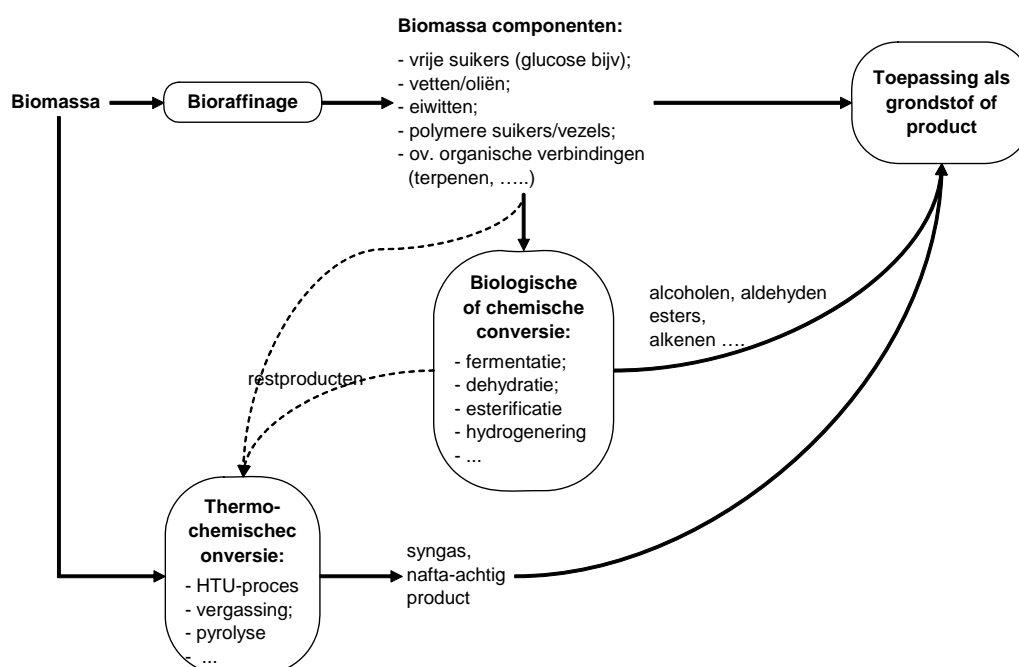 Biomassa componenten:
- vrije suikers (glucose bijv);
- vetten/oliën;
- eiwitten;
- polymere suikers/vezels;
- ov. organische verbindingen
(terpenen, …..)
Biomassa
Bioraffinage
Toepassing als
grondstof of
product
Biologische
of chemische
conversie:
- fermentatie;
- dehydratie;
- esterificatie
- hydrogenering
- ...
alcoholen, aldehyden
esters,
alkenen ….
restproducten
Thermo-
chemischec
onversie:
- HTU-proces
- vergassing;
- pyrolyse
- ...
syngas,
nafta-achtig
product